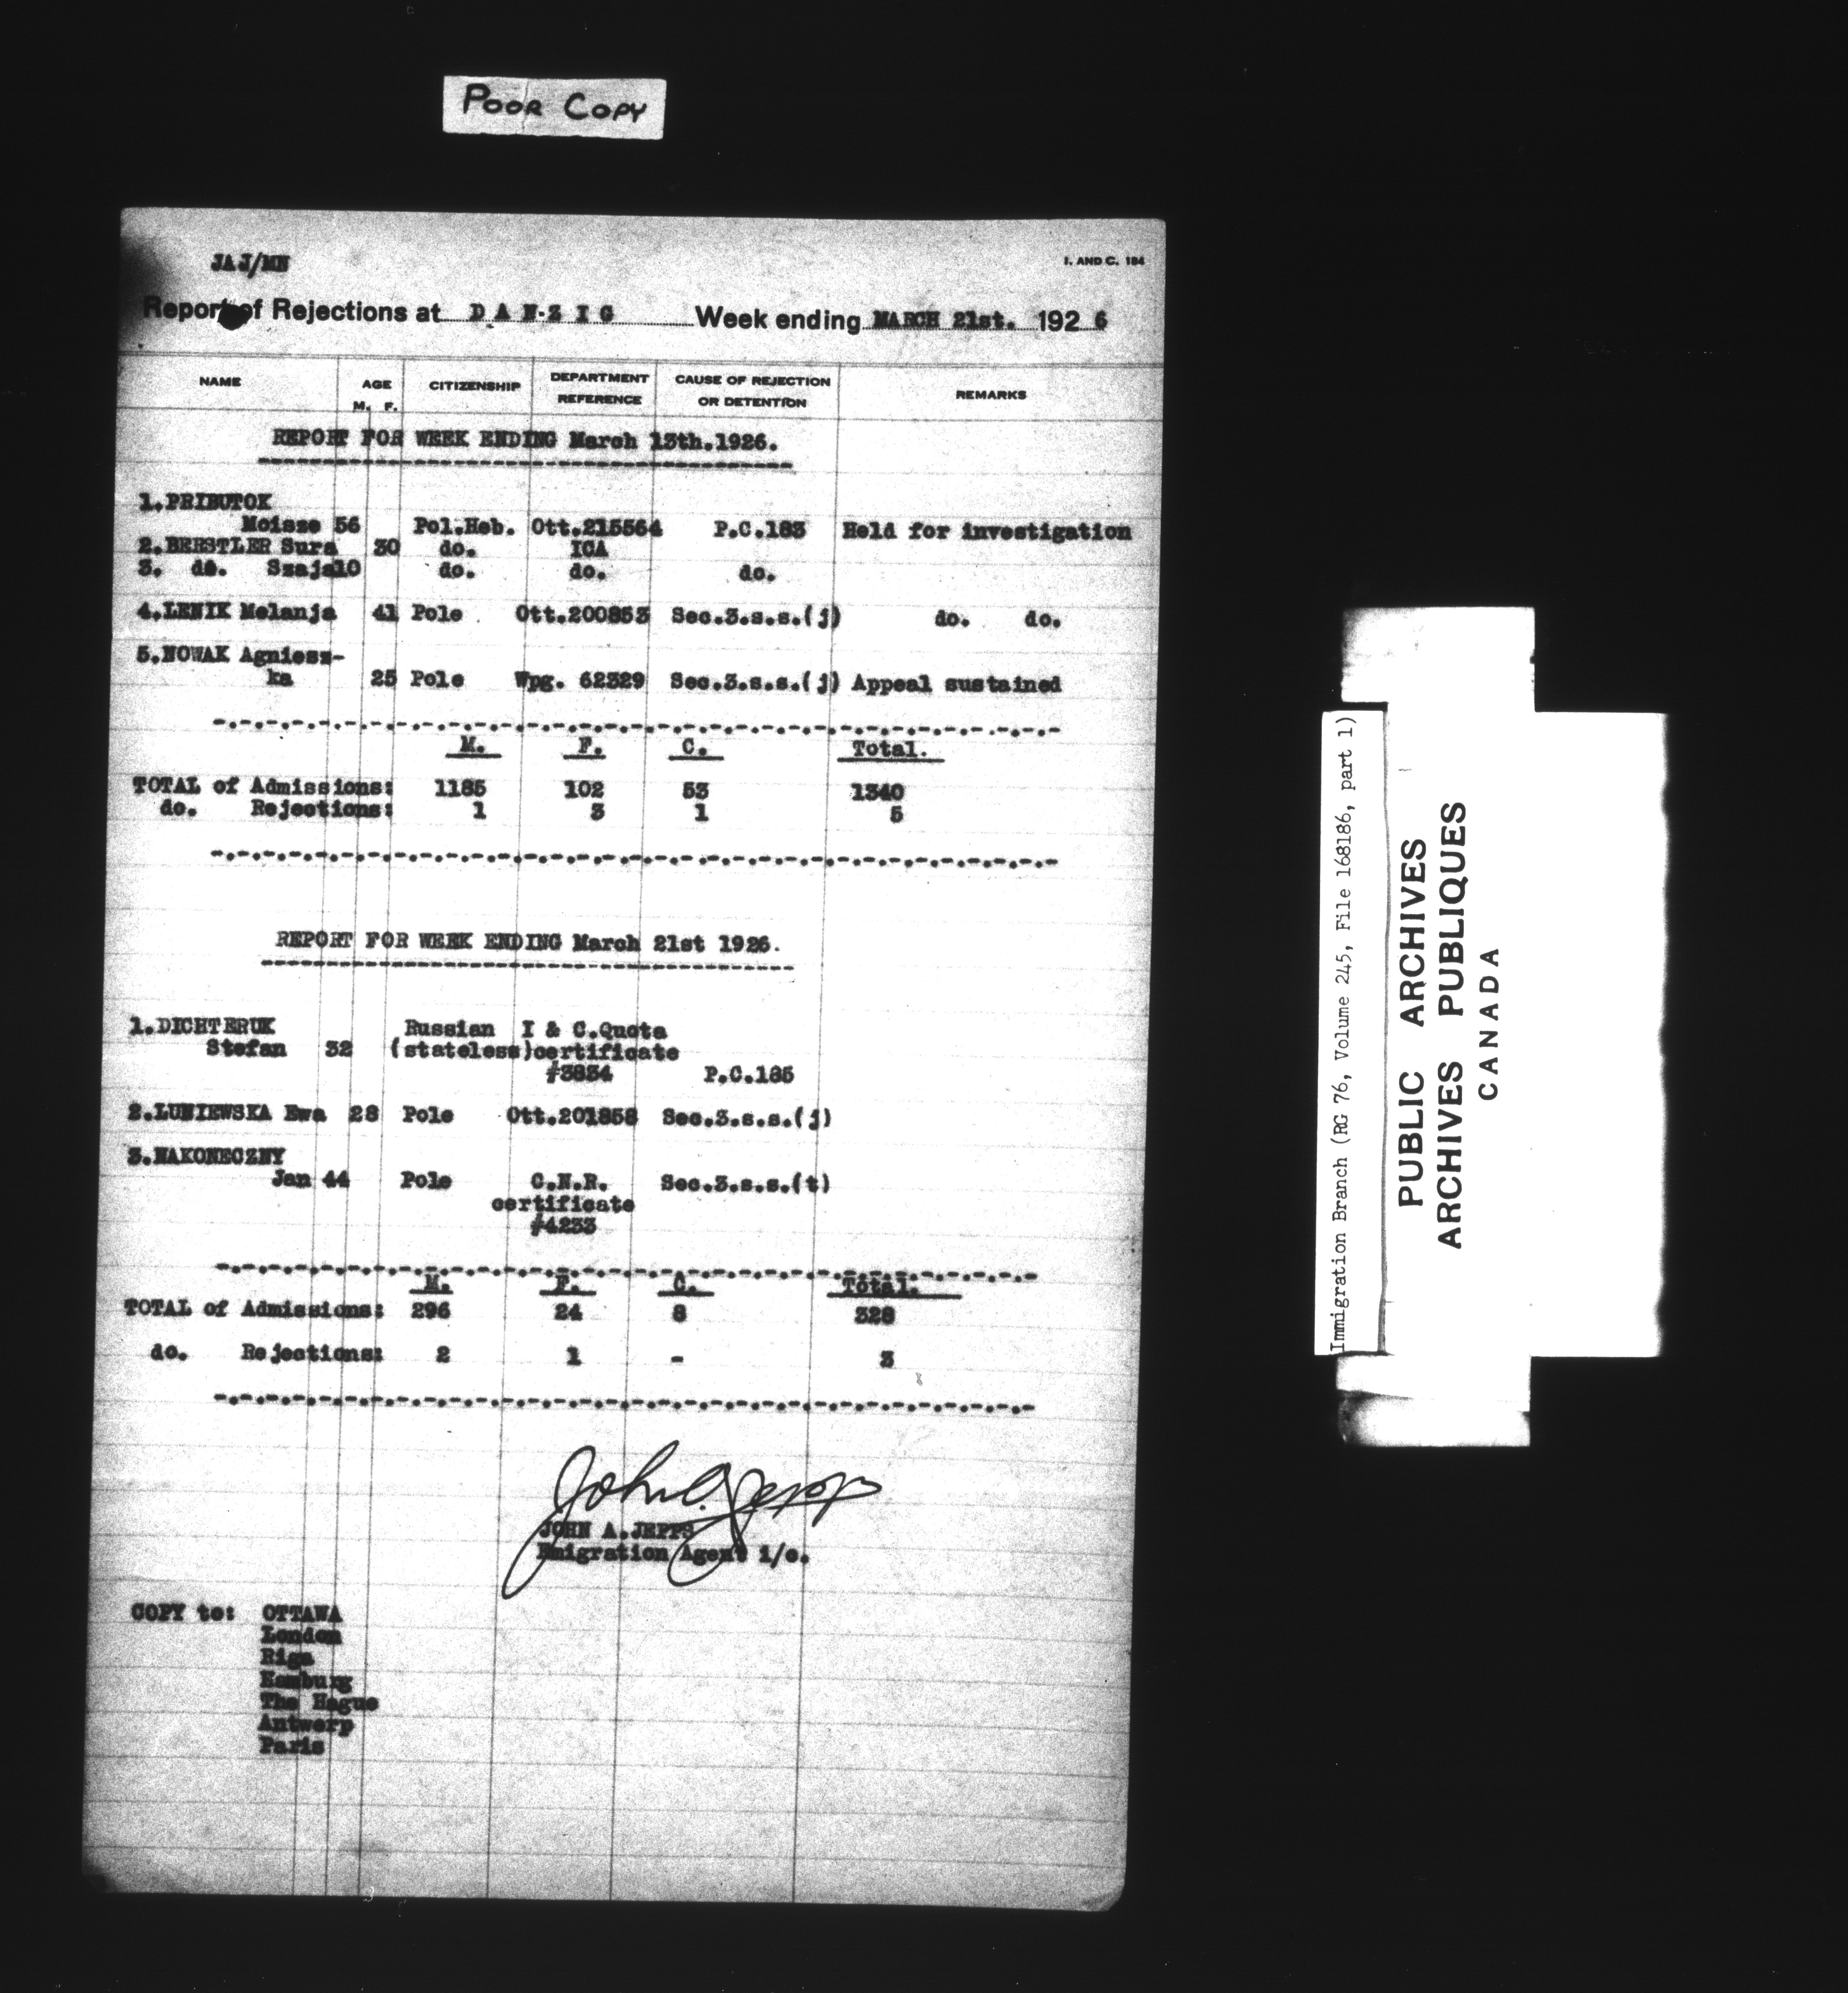 POOR COPY
JAJ/MN
I. AND C. 184
Report of Rejections at DANZIG Week ending MARCH 21st. 1926
NAME AGE M. F. CITIZENSHIP DEPARTMENT REFERENCE CAUSE OF REJECTION OR DETENTION REMARKS
REPORT FOR WEEK ENDING March 13th.1926.
1.PRIBUTOK
Moisze 56 Pol.Heb. Ott.215564 P.C.183 Held for investigation
2.BERSTLER Sura 30 do. ICA
3. do. Szaja 10 do. do. do.
4.LENIK Melanja 41 Pole Ott.200853 Sec.3.s.s.(j) do. do.
5.NOWAK Agniesz-
ka 25 Pole Wpg. 62329 Sec.3.s.s.(j) Appeal sustained
M. F. C. Total.
TOTAL of Admissions: 1185 102 53 1340
do. Rejections: 1 3 1 5
REPORT FOR WEEK ENDING March 21st 1926.
1.DICHTERUK Russian I & C.Quota
Stefan 32 (stateless)certificate
#3834 P.C.185
2.LUNIEWSKA Ewa 28 Pole Ott.201858 Sec.3.s.s.(j)
3.NAKONECZNY
Jan 44 Pole C.N.R. Sec.3.s.s.(t)
certificate
#4233
M. F. C. Total.
TOTAL of Admissions: 296 24 8 328
do. Rejections: 2 1 - 3
John A. Jepps
JOHN A.JEPPS
Emigration Agent i/c.
COPY to: OTTAWA
London
Riga
Hamburg
The Hague
Antwerp
Paris
Immigration Branch (RG 76, Volume 245, File 168186, part 1)
PUBLIC ARCHIVES
ARCHIVES PUBLIQUES
CANADA